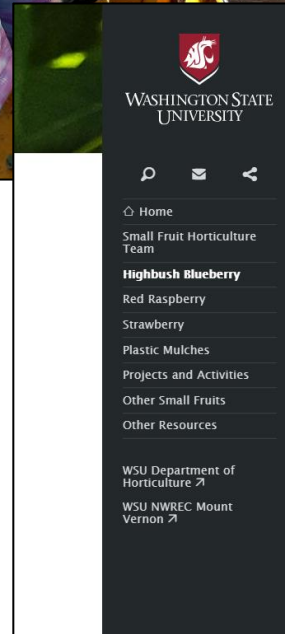 WASHINGTON STATE
UNIVERSITY
Home
Small Fruit Horticulture
Team
Highbush Blueberry
Red Raspberry
Strawberry
Plastic Mulches
Projects and Activities
Other Small Fruits
Other Resources
WSU Department of
Horticulture
WSU NWREC Mount
Vernon